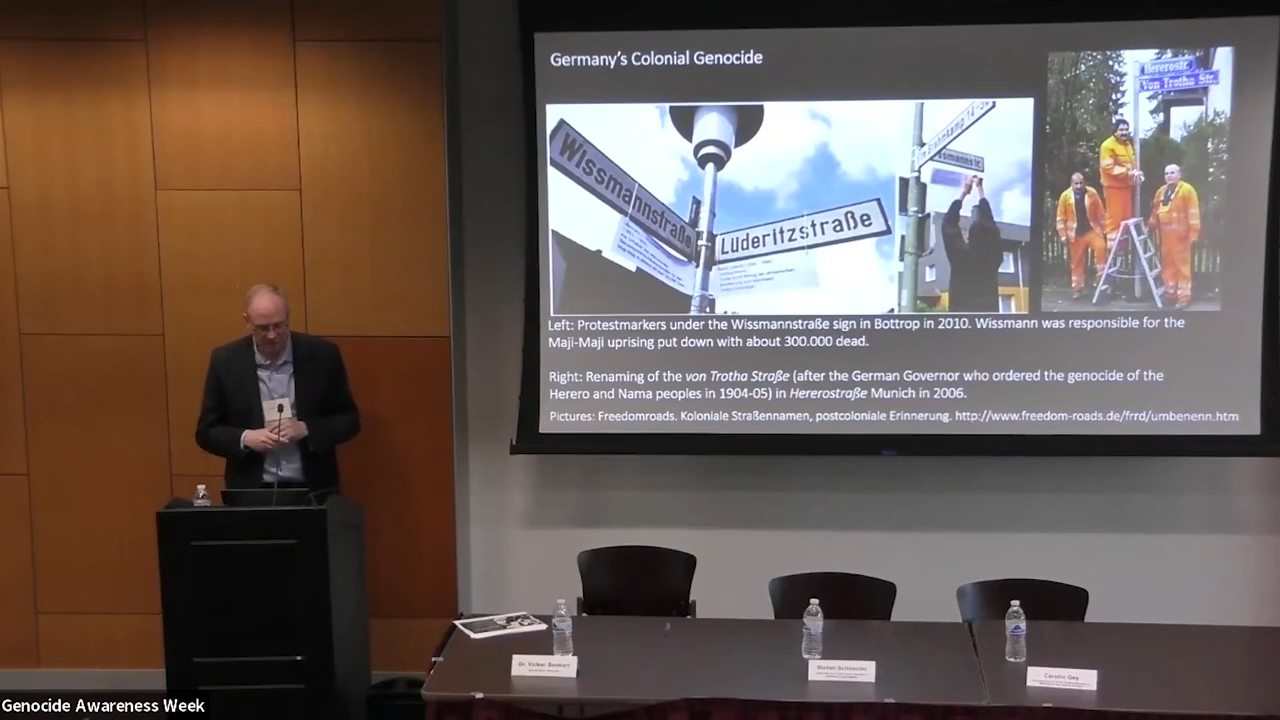 Germany's Colonial Genocide
Wissmannstraße
Lüderitzstraße
Hererostr.
Von Trotha Str.
Left: Protestmarkers under the Wissmannstraße sign in Bottrop in 2010. Wissmann was responsible for the
Maji-Maji uprising put down with about 300.000 dead.
Right: Renaming of the von Trotha Straße (after the German Governor who ordered the genocide of the
Herero and Nama peoples in 1904-05) in Hererostraße Munich in 2006.
Pictures: Freedomroads. Koloniale Straßennamen, postcoloniale Erinnerung. http://www.freedom-roads.de/frrd/umbenenn.htm
Dr. Volker Benkert
Carolin Dey
Genocide Awareness Week